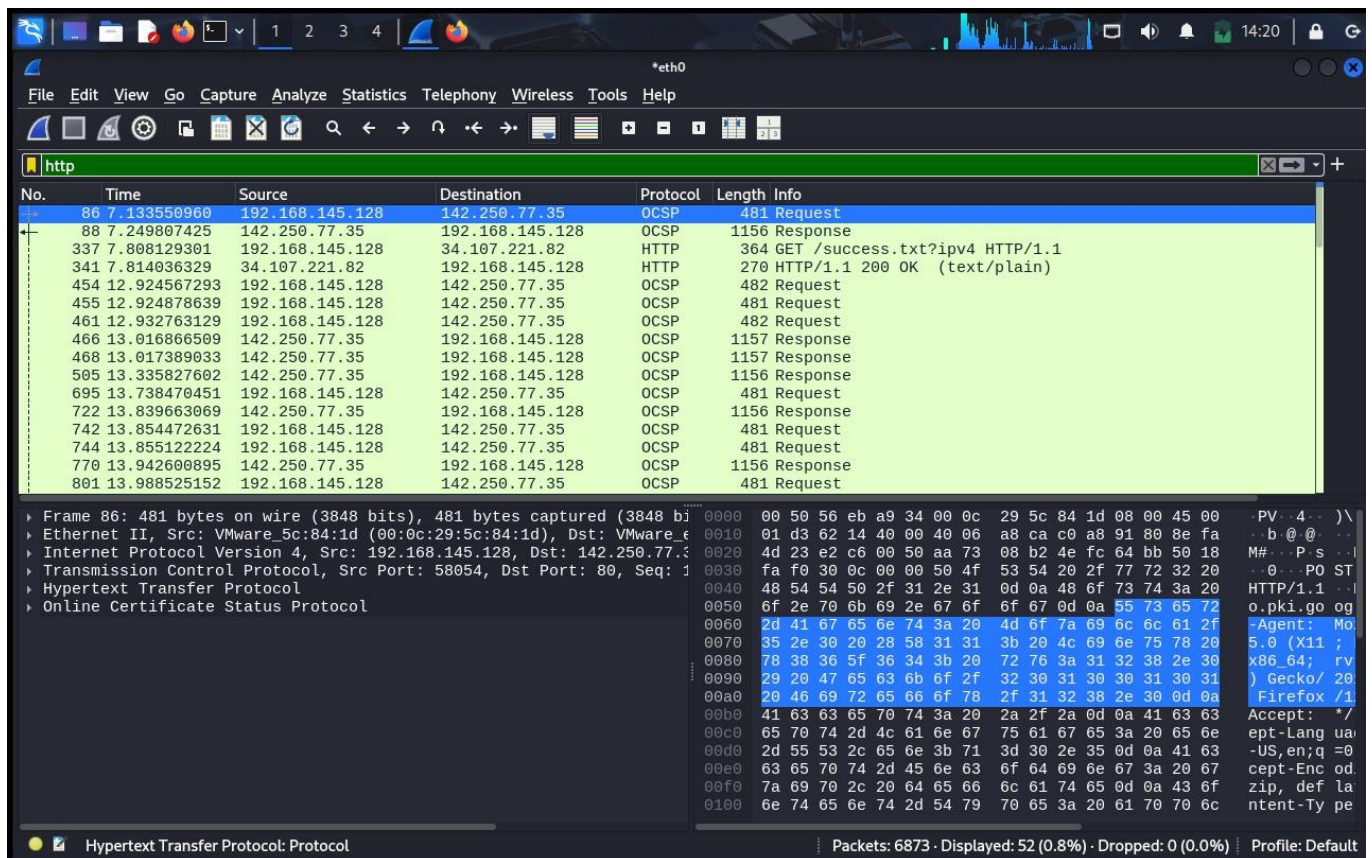 1 2 3 4 14:20
*eth0
File Edit View Go Capture Analyze Statistics Telephony Wireless Tools Help
http
No. Time Source Destination Protocol Length Info
86 7.133550960 192.168.145.128 142.250.77.35 OCSP 481 Request
88 7.249807425 142.250.77.35 192.168.145.128 OCSP 1156 Response
337 7.808129301 192.168.145.128 34.107.221.82 HTTP 364 GET /success.txt?ipv4 HTTP/1.1
341 7.814036329 34.107.221.82 192.168.145.128 HTTP 270 HTTP/1.1 200 OK (text/plain)
454 12.924567293 192.168.145.128 142.250.77.35 OCSP 482 Request
455 12.924878639 192.168.145.128 142.250.77.35 OCSP 481 Request
461 12.932763129 192.168.145.128 142.250.77.35 OCSP 482 Request
466 13.016866509 142.250.77.35 192.168.145.128 OCSP 1157 Response
468 13.017389033 142.250.77.35 192.168.145.128 OCSP 1157 Response
505 13.335827602 142.250.77.35 192.168.145.128 OCSP 1156 Response
695 13.738470451 192.168.145.128 142.250.77.35 OCSP 481 Request
722 13.839663069 142.250.77.35 192.168.145.128 OCSP 1156 Response
742 13.854472631 192.168.145.128 142.250.77.35 OCSP 481 Request
744 13.855122224 192.168.145.128 142.250.77.35 OCSP 481 Request
770 13.942600895 142.250.77.35 192.168.145.128 OCSP 1156 Response
801 13.988525152 192.168.145.128 142.250.77.35 OCSP 481 Request
Frame 86: 481 bytes on wire (3848 bits), 481 bytes captured (3848 bi
Ethernet II, Src: VMware_5c:84:1d (00:0c:29:5c:84:1d), Dst: VMware_e
Internet Protocol Version 4, Src: 192.168.145.128, Dst: 142.250.77.3
Transmission Control Protocol, Src Port: 58054, Dst Port: 80, Seq: 1
Hypertext Transfer Protocol
Online Certificate Status Protocol
0000 00 50 56 eb a9 34 00 0c 29 5c 84 1d 08 00 45 00 ·PV··4·· )\
0010 01 d3 62 14 40 00 40 06 a8 ca c0 a8 91 80 8e fa ··b·@·@·
0020 4d 23 e2 c6 00 50 aa 73 08 b2 4e fc 64 bb 50 18 M#···P·s
0030 fa f0 30 0c 00 00 50 4f 53 54 20 2f 77 72 32 20 ··0···PO ST
0040 48 54 54 50 2f 31 2e 31 0d 0a 48 6f 73 74 3a 20 HTTP/1.1
0050 6f 2e 70 6b 69 2e 67 6f 6f 67 0d 0a 55 73 65 72 o.pki.go og
0060 2d 41 67 65 6e 74 3a 20 4d 6f 7a 69 6c 6c 61 2f -Agent: Mo
0070 35 2e 30 20 28 58 31 31 3b 20 4c 69 6e 75 78 20 5.0 (X11 ;
0080 78 38 36 5f 36 34 3b 20 72 76 3a 31 32 38 2e 30 x86_64; rv
0090 29 20 47 65 63 6b 6f 2f 32 30 31 30 30 31 30 31 ) Gecko/ 20
00a0 20 46 69 72 65 66 6f 78 2f 31 32 38 2e 30 0d 0a Firefox /1
00b0 41 63 63 65 70 74 3a 20 2a 2f 2a 0d 0a 41 63 63 Accept: */
00c0 65 70 74 2d 4c 61 6e 67 75 61 67 65 3a 20 65 6e ept-Lang ua
00d0 2d 55 53 2c 65 6e 3b 71 3d 30 2e 35 0d 0a 41 63 -US,en;q =0
00e0 63 65 70 74 2d 45 6e 63 6f 64 69 6e 67 3a 20 67 cept-Enc od
00f0 7a 69 70 2c 20 64 65 66 6c 61 74 65 0d 0a 43 6f zip, def la
0100 6e 74 65 6e 74 2d 54 79 70 65 3a 20 61 70 70 6c ntent-Ty pe
Hypertext Transfer Protocol: Protocol Packets: 6873 · Displayed: 52 (0.8%) · Dropped: 0 (0.0%) Profile: Default